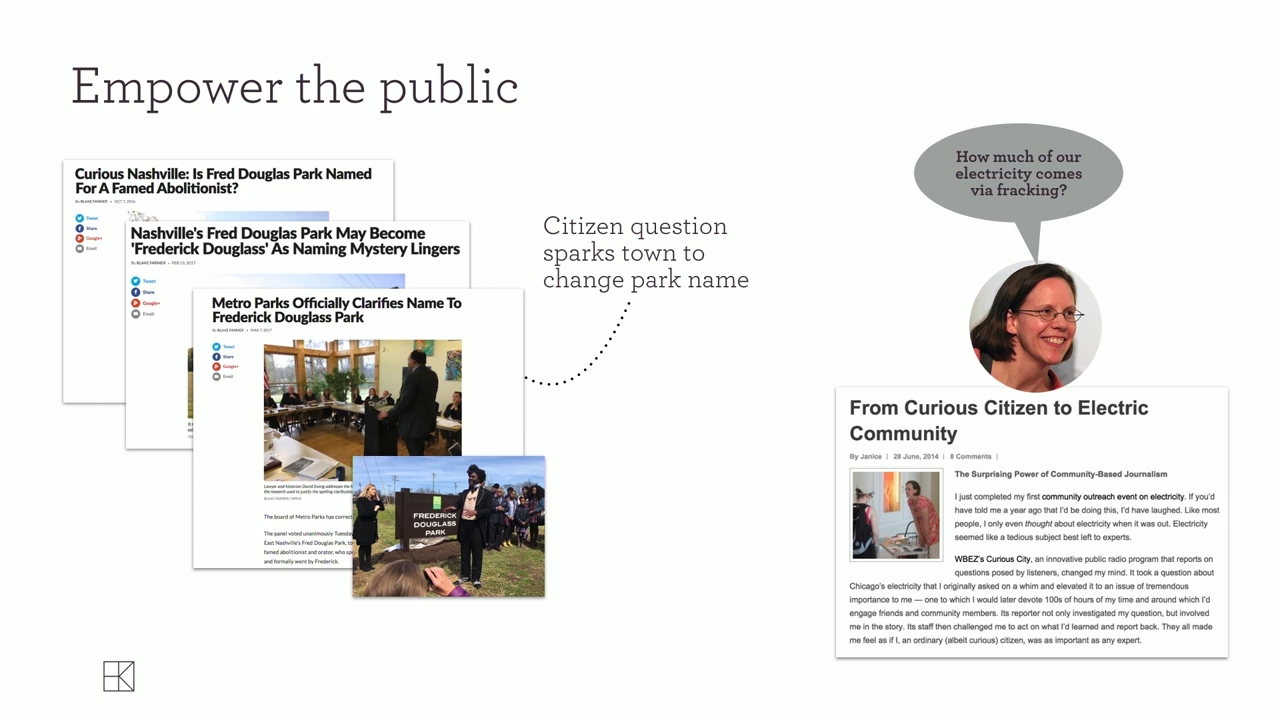 Empower the public
Curious Nashville: Is Fred Douglas Park Named
For A Famed Abolitionist?
By BLAKE FARMER • OCT 7, 2016
Tweet
Share
Google+
Email
Nashville's Fred Douglas Park May Become
'Frederick Douglass' As Naming Mystery Lingers
By BLAKE FARMER • FEB 13, 2017
Tweet
Share
Google+
Email
Metro Parks Officially Clarifies Name To
Frederick Douglass Park
By BLAKE FARMER • MAR 7, 2017
Tweet
Share
Google+
Email
Lawyer and historian David Ewing addresses the
the research used to justify the spelling clarificatio
The board of Metro Parks has correct
The panel voted unanimously Tuesda
East Nashville's Fred Douglas Park, to
famed abolitionist and orator, who spe
and formally went by Frederick.
FREDERICK
DOUGLASS
PARK
Citizen question
sparks town to
change park name
How much of our
electricity comes
via fracking?
From Curious Citizen to Electric
Community
By Janice | 28 June, 2014 | 8 Comments |
The Surprising Power of Community-Based Journalism
I just completed my first community outreach event on electricity. If you'd
have told me a year ago that I'd be doing this, I'd have laughed. Like most
people, I only even thought about electricity when it was out. Electricity
seemed like a tedious subject best left to experts.
WBEZ's Curious City, an innovative public radio program that reports on
questions posed by listeners, changed my mind. It took a question about
Chicago's electricity that I originally asked on a whim and elevated it to an issue of tremendous
importance to me — one to which I would later devote 100s of hours of my time and around which I'd
engage friends and community members. Its reporter not only investigated my question, but involved
me in the story. Its staff then challenged me to act on what I'd learned and report back. They all made
me feel as if I, an ordinary (albeit curious) citizen, was as important as any expert.